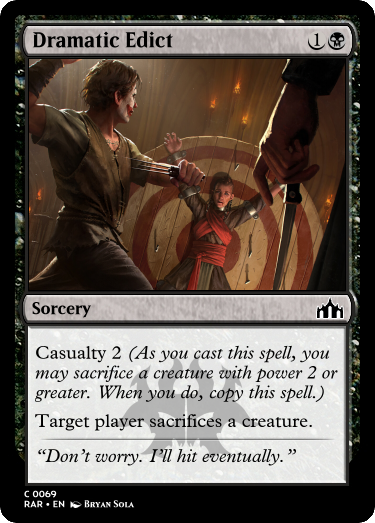 Dramatic Edict 1
Sorcery
Casualty 2 (As you cast this spell, you
may sacrifice a creature with power 2 or
greater. When you do, copy this spell.)
Target player sacrifices a creature.
“Don’t worry. I’ll hit eventually.”
C 0069
RAR • EN Bryan Sola